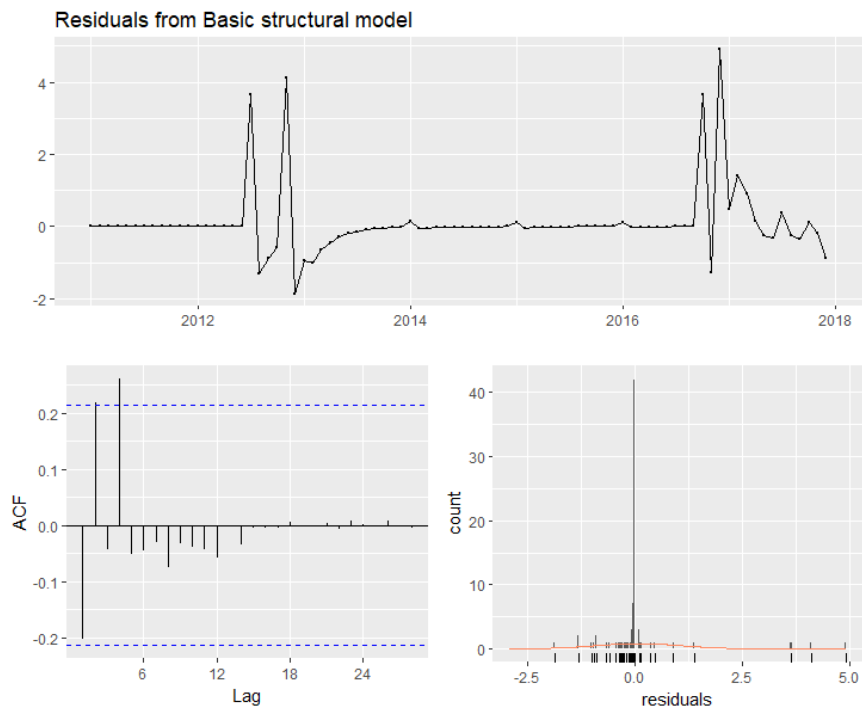 Residuals from Basic structural model
4
2
0
-2
2012 2014 2016 2018
ACF
0.2
0.1
0.0
-0.1
-0.2
6 12 18 24
Lag
count
40
30
20
10
0
-2.5 0.0 2.5 5.0
residuals